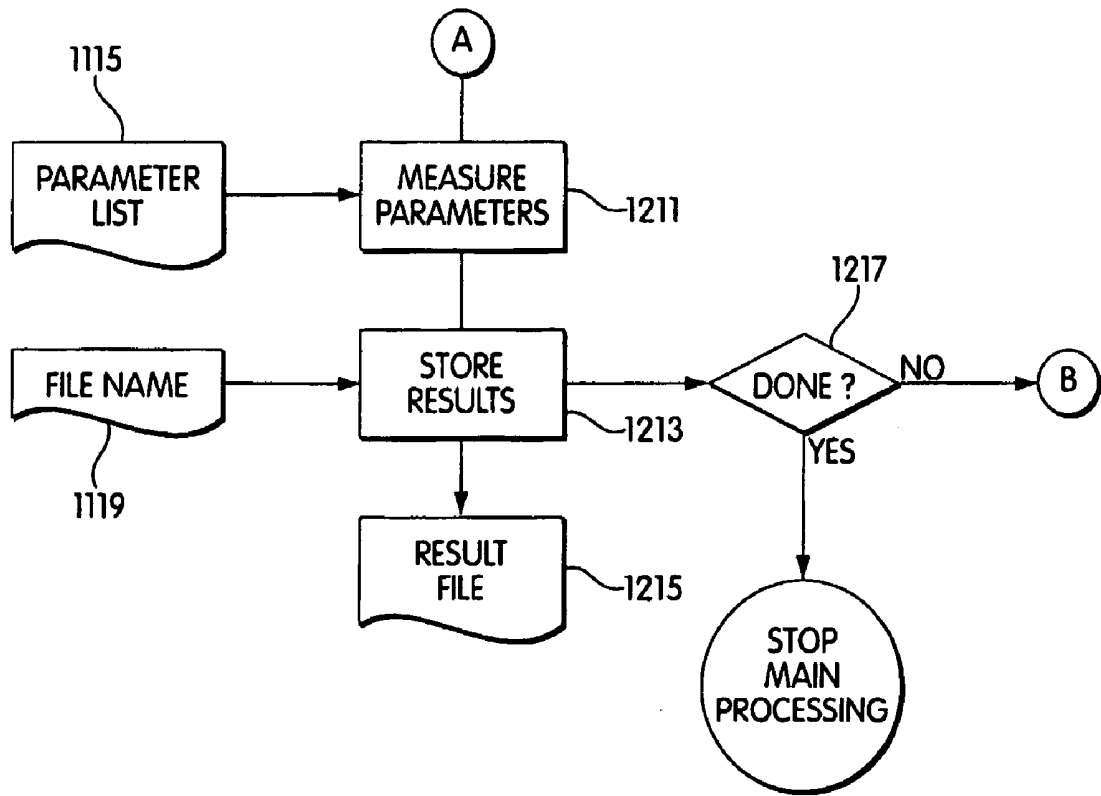 A
1115
PARAMETER
LIST
MEASURE
PARAMETERS
1211
1217
FILE NAME
STORE
RESULTS
1213
DONE ?
NO
B
YES
1119
RESULT
FILE
1215
STOP
MAIN
PROCESSING